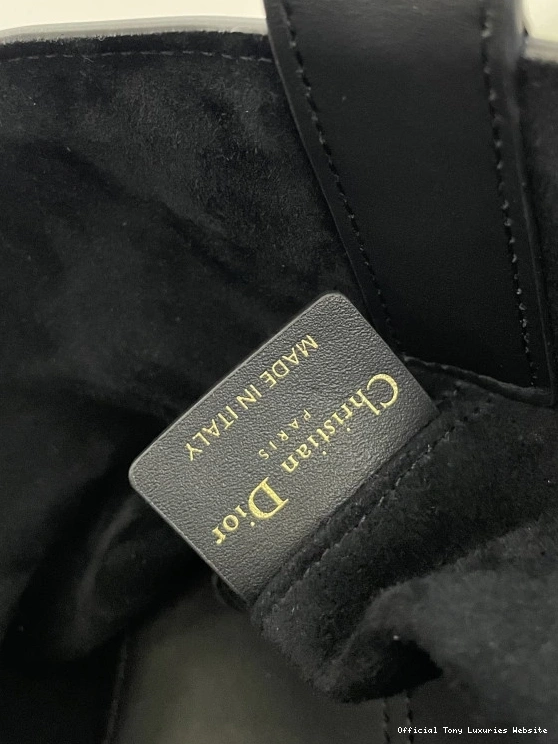 Christian Dior
PARIS
MADE IN ITALY
Official Tony Luxuries Website